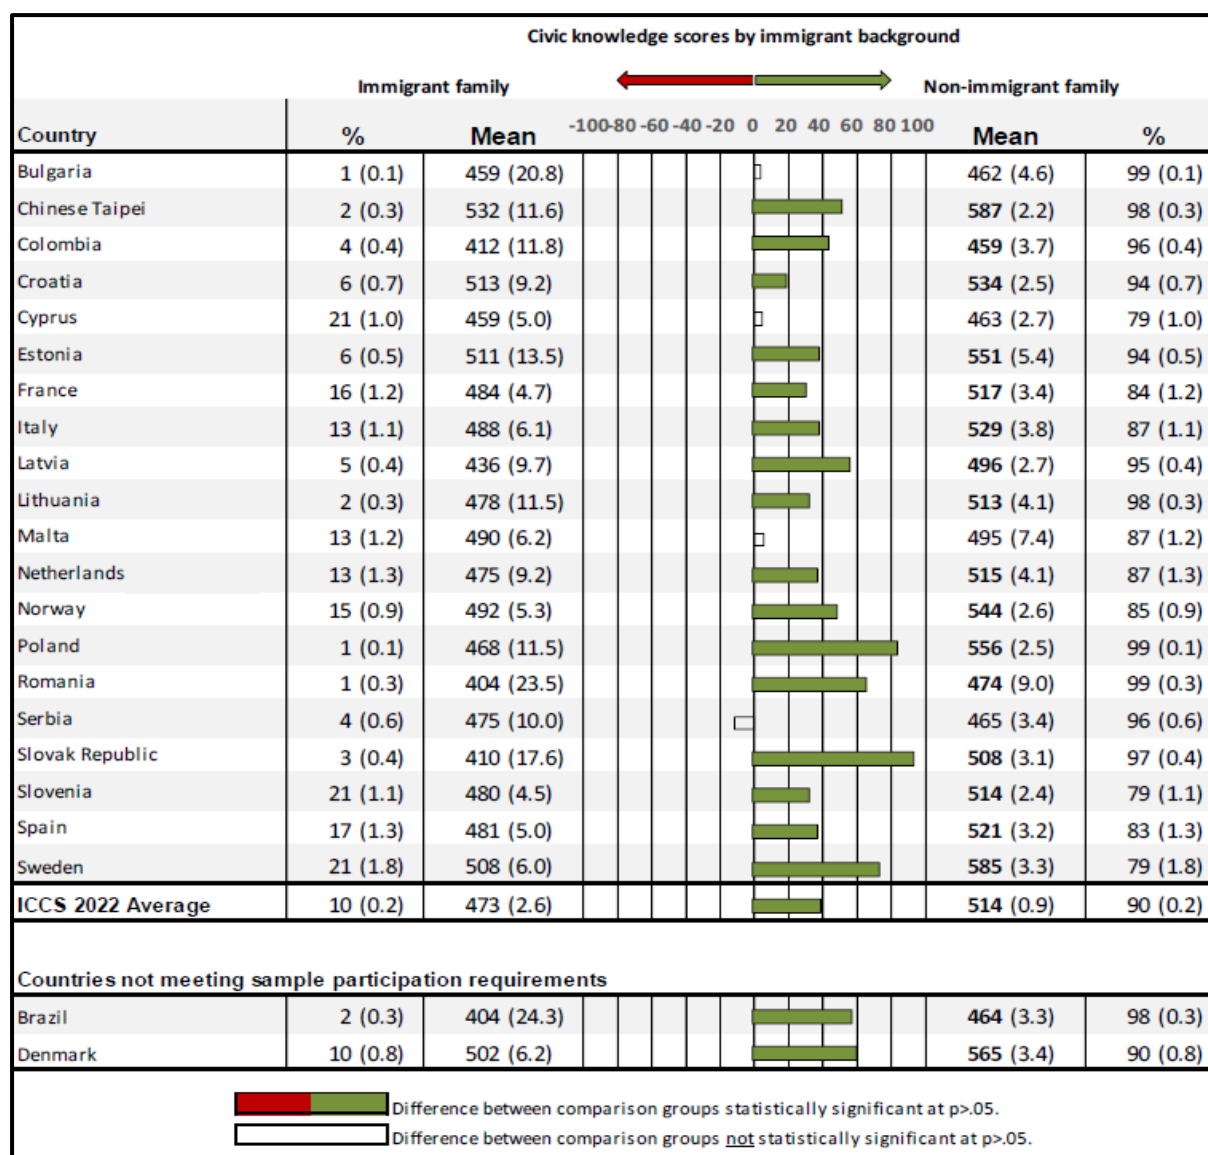 Civic knowledge scores by immigrant background
Immigrant family Non-immigrant family
Country % Mean -100 -80 -60 -40 -20 0 20 40 60 80 100 Mean %
Bulgaria 1 (0.1) 459 (20.8) 462 (4.6) 99 (0.1)
Chinese Taipei 2 (0.3) 532 (11.6) 587 (2.2) 98 (0.3)
Colombia 4 (0.4) 412 (11.8) 459 (3.7) 96 (0.4)
Croatia 6 (0.7) 513 (9.2) 534 (2.5) 94 (0.7)
Cyprus 21 (1.0) 459 (5.0) 463 (2.7) 79 (1.0)
Estonia 6 (0.5) 511 (13.5) 551 (5.4) 94 (0.5)
France 16 (1.2) 484 (4.7) 517 (3.4) 84 (1.2)
Italy 13 (1.1) 488 (6.1) 529 (3.8) 87 (1.1)
Latvia 5 (0.4) 436 (9.7) 496 (2.7) 95 (0.4)
Lithuania 2 (0.3) 478 (11.5) 513 (4.1) 98 (0.3)
Malta 13 (1.2) 490 (6.2) 495 (7.4) 87 (1.2)
Netherlands 13 (1.3) 475 (9.2) 515 (4.1) 87 (1.3)
Norway 15 (0.9) 492 (5.3) 544 (2.6) 85 (0.9)
Poland 1 (0.1) 468 (11.5) 556 (2.5) 99 (0.1)
Romania 1 (0.3) 404 (23.5) 474 (9.0) 99 (0.3)
Serbia 4 (0.6) 475 (10.0) 465 (3.4) 96 (0.6)
Slovak Republic 3 (0.4) 410 (17.6) 508 (3.1) 97 (0.4)
Slovenia 21 (1.1) 480 (4.5) 514 (2.4) 79 (1.1)
Spain 17 (1.3) 481 (5.0) 521 (3.2) 83 (1.3)
Sweden 21 (1.8) 508 (6.0) 585 (3.3) 79 (1.8)
ICCS 2022 Average 10 (0.2) 473 (2.6) 514 (0.9) 90 (0.2)
Countries not meeting sample participation requirements
Brazil 2 (0.3) 404 (24.3) 464 (3.3) 98 (0.3)
Denmark 10 (0.8) 502 (6.2) 565 (3.4) 90 (0.8)
Difference between comparison groups statistically significant at p>.05.
Difference between comparison groups not statistically significant at p>.05.